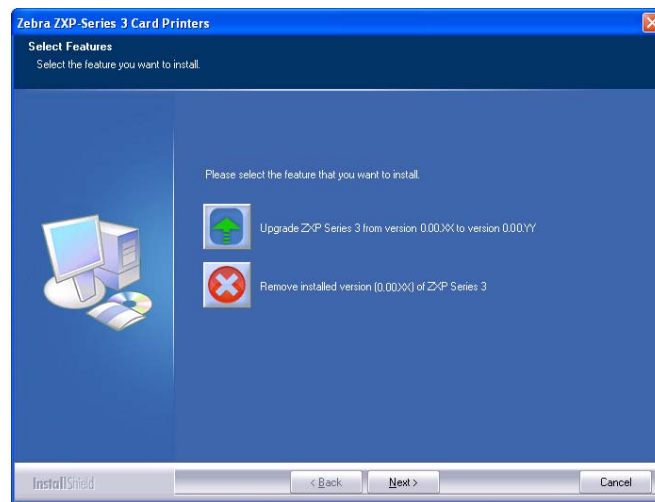 Zebra ZXP-Series 3 Card Printers
Select Features
Select the feature you want to install.
Please select the feature that you want to install.
Upgrade ZXP Series 3 from version 0.00.XX to version 0.00.YY
Remove installed version (0.00.XX) of ZXP Series 3
InstallShield
< Back Next > Cancel